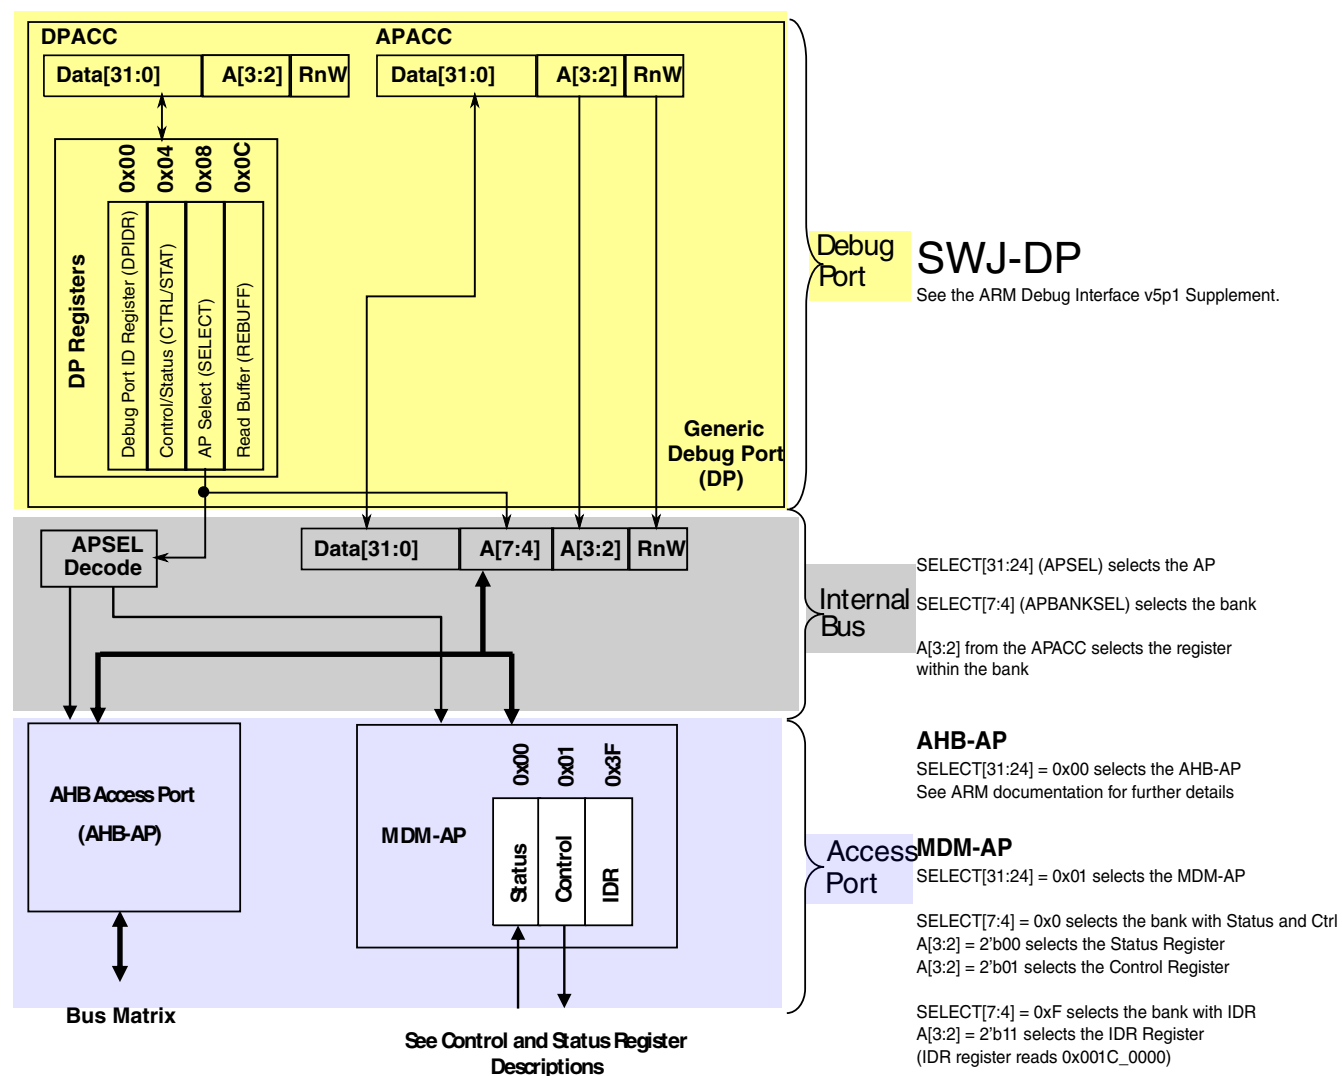 DPACC
APACC
Data[31:0] A[3:2] RnW
Data[31:0] A[3:2] RnW
0x00
0x04
0x08
0x0C
DP Registers
Debug Port ID Register (DPIDR)
Control/Status (CTRL/STAT)
AP Select (SELECT)
Read Buffer (REBUFF)
Generic
Debug Port
(DP)
Debug
Port
SWJ-DP
See the ARM Debug Interface v5p1 Supplement.
APSEL
Decode
Data[31:0] A[7:4] A[3:2] RnW
Internal
Bus
SELECT[31:24] (APSEL) selects the AP
SELECT[7:4] (APBANKSEL) selects the bank
A[3:2] from the APACC selects the register
within the bank
AHB Access Port
(AHB-AP)
Bus Matrix
MDM-AP
0x00
0x01
0x3F
Status
Control
IDR
See Control and Status Register
Descriptions
Access
Port
AHB-AP
SELECT[31:24] = 0x00 selects the AHB-AP
See ARM documentation for further details
MDM-AP
SELECT[31:24] = 0x01 selects the MDM-AP
SELECT[7:4] = 0x0 selects the bank with Status and Ctrl
A[3:2] = 2'b00 selects the Status Register
A[3:2] = 2'b01 selects the Control Register
SELECT[7:4] = 0xF selects the bank with IDR
A[3:2] = 2'b11 selects the IDR Register
(IDR register reads 0x001C_0000)